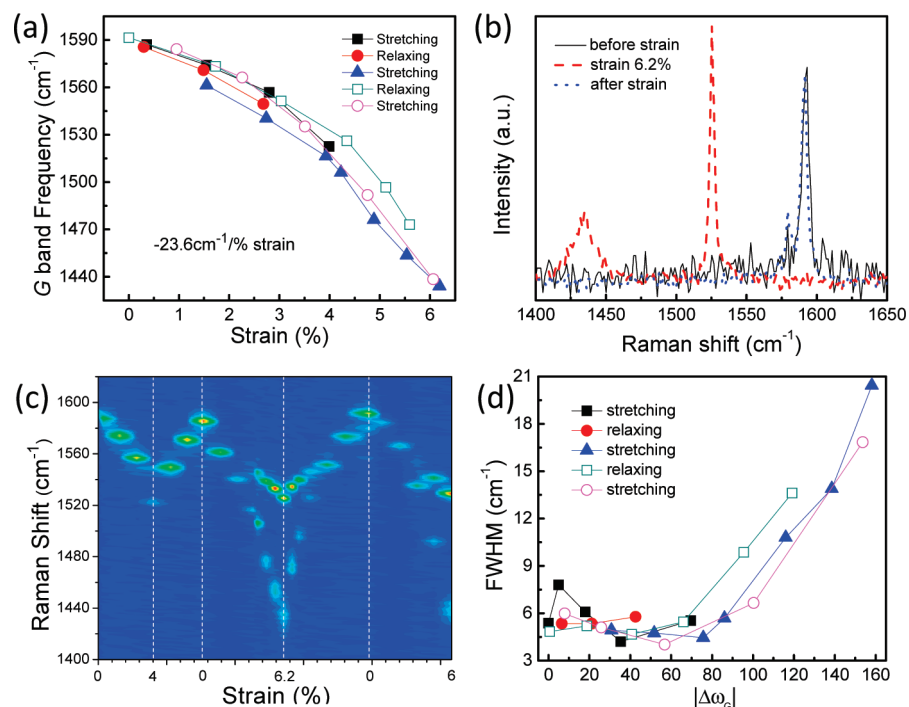 (a)
G band Frequency (cm⁻¹)
1590
1560
1530
1500
1470
1440
Stretching
Relaxing
Stretching
Relaxing
Stretching
-23.6cm⁻¹/% strain
0 1 2 3 4 5 6
Strain (%)
(b)
Intensity (a.u.)
before strain
strain 6.2%
after strain
1400 1450 1500 1550 1600 1650
Raman shift (cm⁻¹)
(c)
Raman Shift (cm⁻¹)
1600
1560
1520
1480
1440
1400
4 0 6.2 0 6
Strain (%)
(d)
FWHM (cm⁻¹)
21
18
15
12
9
6
3
stretching
relaxing
stretching
relaxing
stretching
0 20 40 60 80 100 120 140 160
|Δω_G|